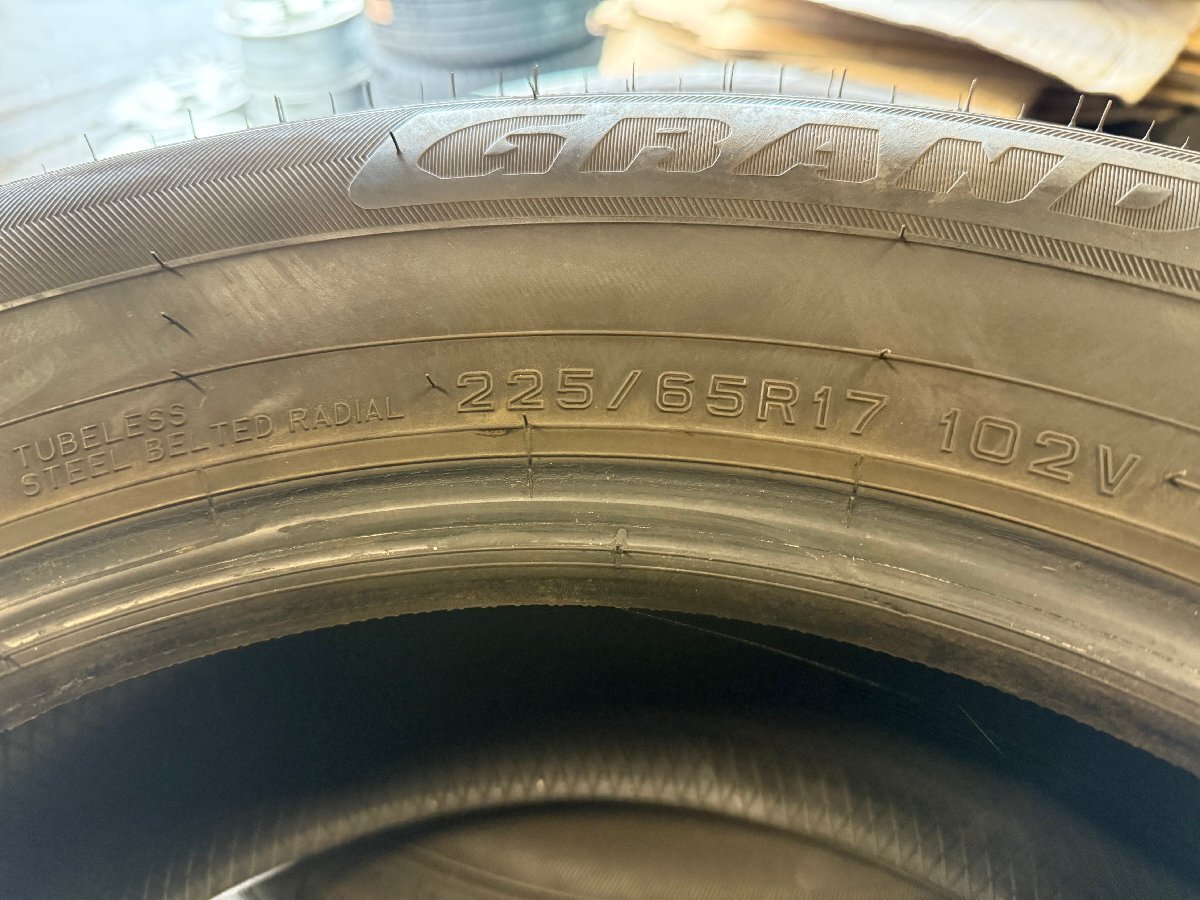 GRAND
TUBELESS
STEEL BELTED RADIAL
225/65R17 102V